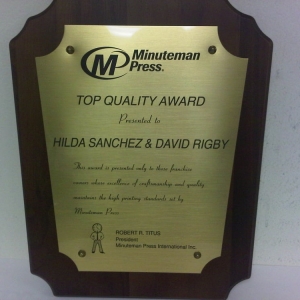 Minuteman
Press.
TOP QUALITY AWARD
Presented to
HILDA SANCHEZ & DAVID RIGBY
This award is presented only to those franchise
owners whose excellence of craftsmanship and quality
maintains the high printing standards set by
Minuteman Press
ROBERT R. TITUS
President
Minuteman Press International Inc.